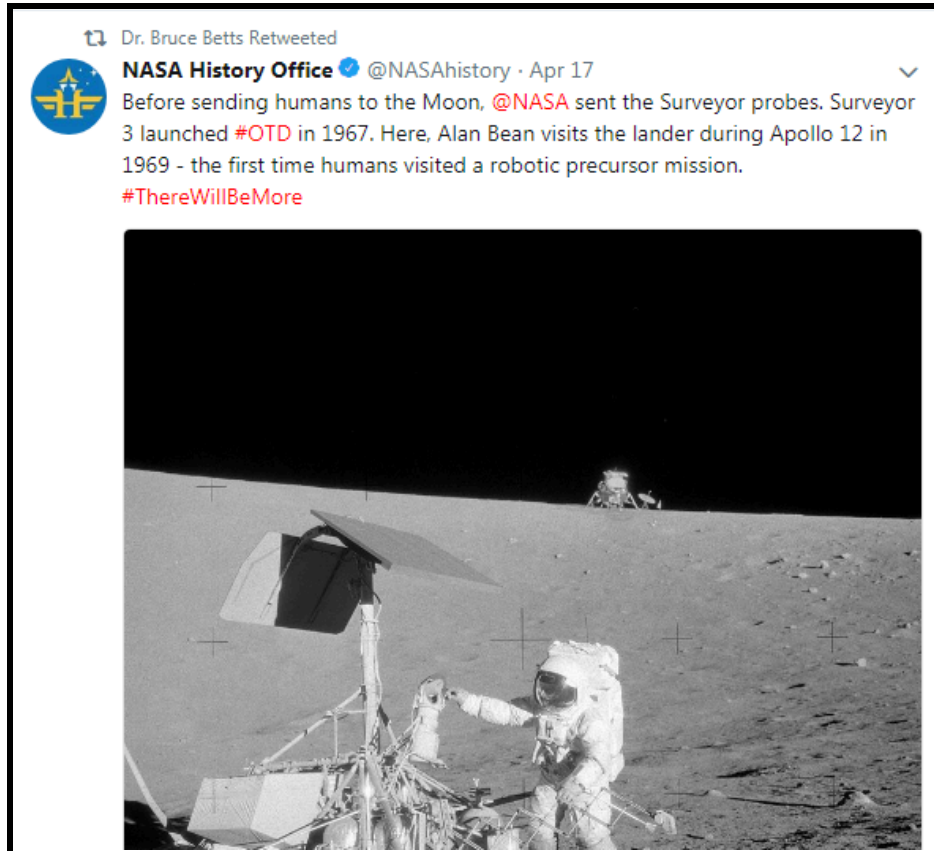 Dr. Bruce Betts Retweeted
NASA History Office @NASAhistory · Apr 17
Before sending humans to the Moon, @NASA sent the Surveyor probes. Surveyor
3 launched #OTD in 1967. Here, Alan Bean visits the lander during Apollo 12 in
1969 - the first time humans visited a robotic precursor mission.
#ThereWillBeMore